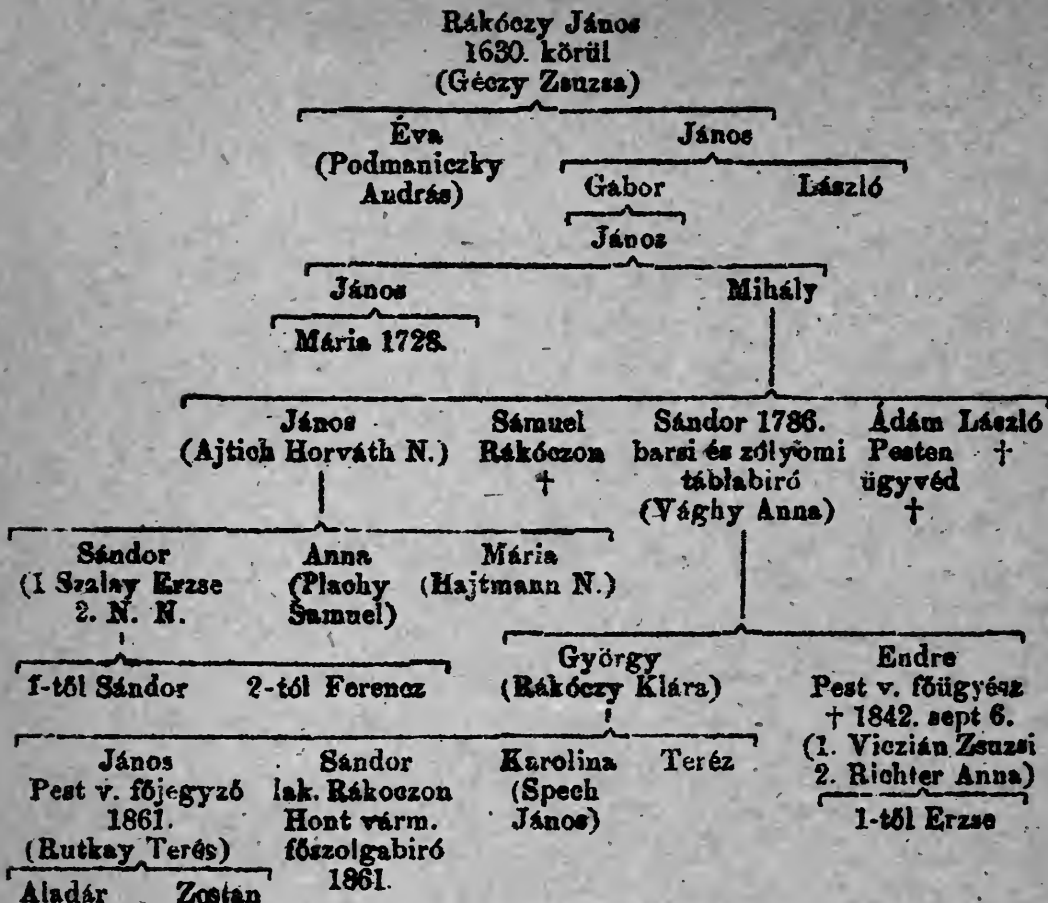 Rákóczy János
1630. körül
(Géczy Zsuzsa)
Éva János
(Podmaniczky
András)
Gabor László
János
János Mihály
Mária 1728.
János Sámuel Sándor 1786. Ádám László
(Ajtich Horváth N.) Rákóczon barsi és zólyomi Pesten †
† táblabiró ügyvéd
(Vághy Anna) †
Sándor Anna Mária
(1 Szalay Erzse (Plachy (Hajtmann N.)
2. N. N. Samuel)
György Endre
1-től Sándor 2-tól Ferencz (Rákóczy Klára) Pest v. főügyész
† 1842. sept 6.
János Sándor Karolina Teréz (1. Viczián Zsuzsi
Pest v. főjegyző lak. Rákoczon (Spech 2. Richter Anna)
1861. Hont várm. János) 1-től Erzse
(Rutkay Terés) főszolgabiró
Aladár Zostan 1861.